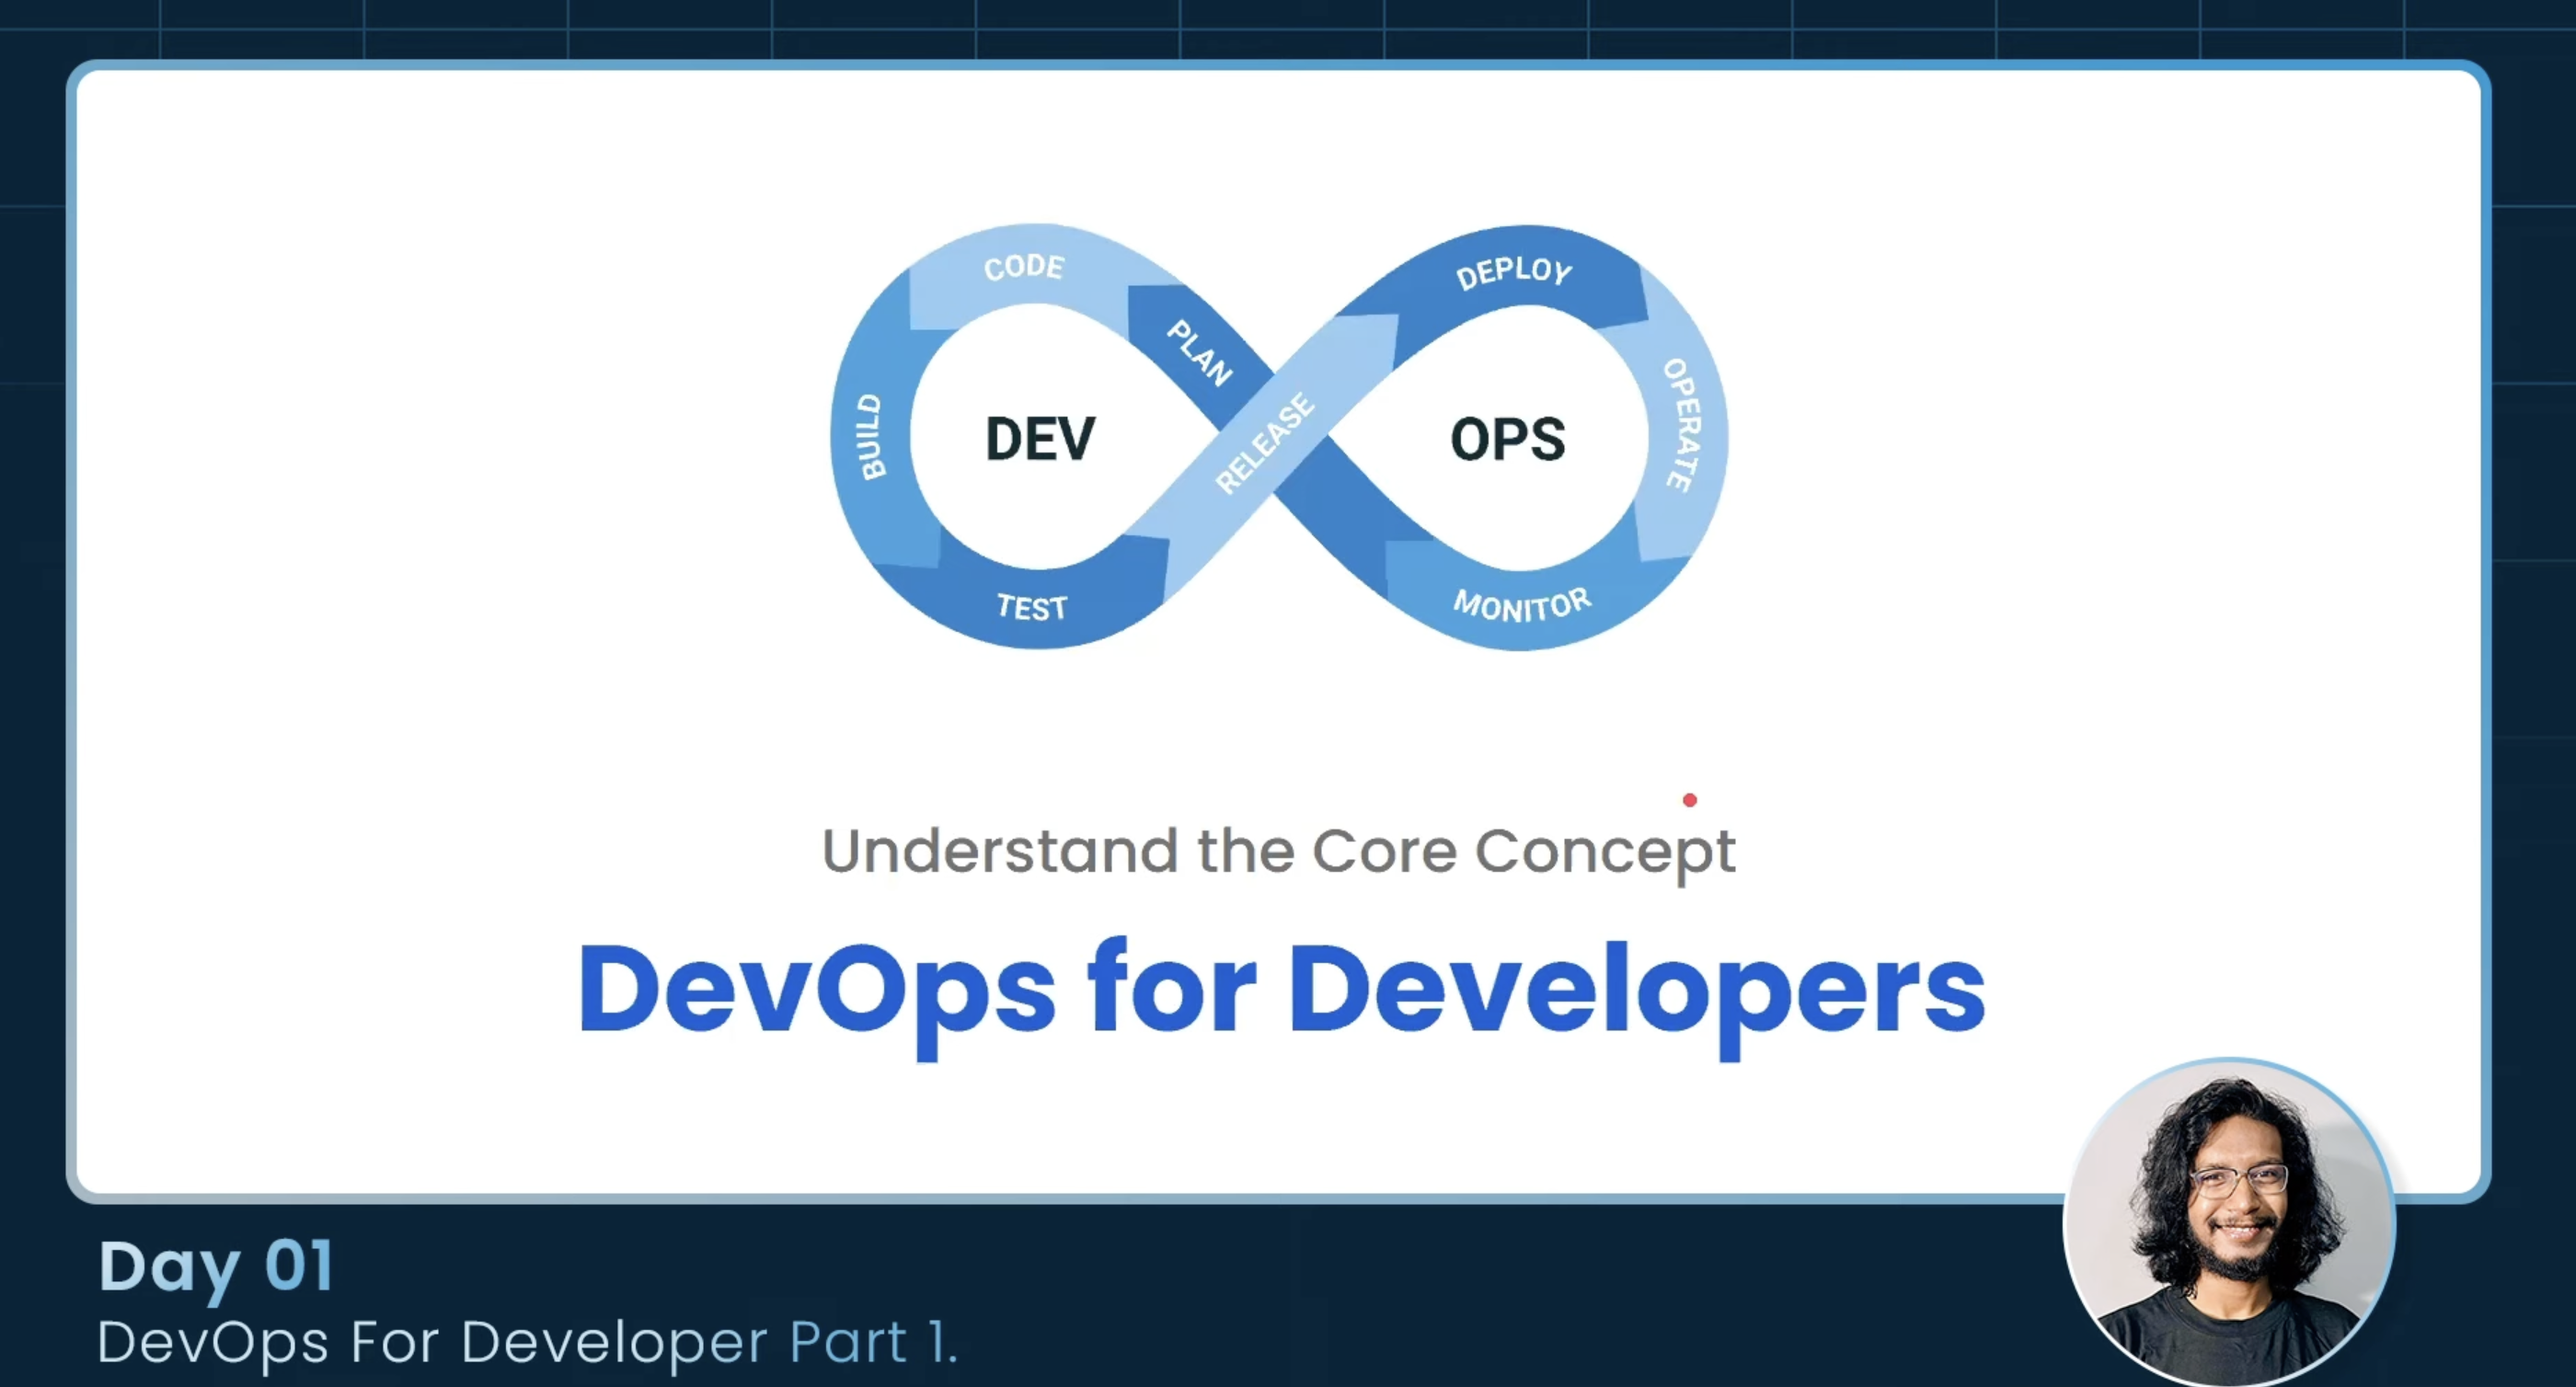 CODE
DEPLOY
PLAN
OPERATE
BUILD
DEV
RELEASE
OPS
TEST
MONITOR
Understand the Core Concept
DevOps for Developers
Day 01
DevOps For Developer Part 1.